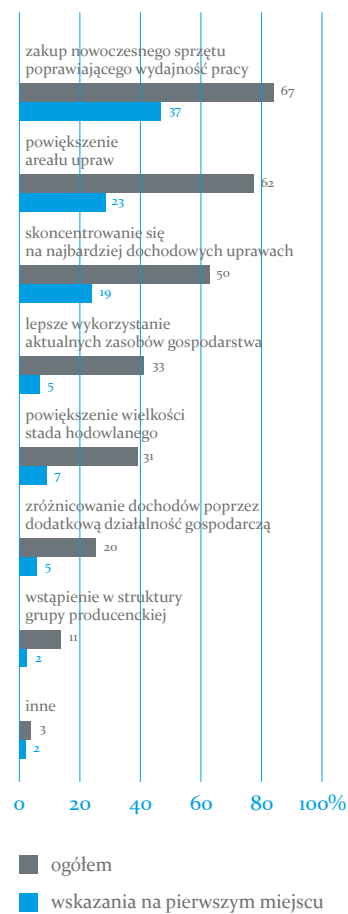 zakup nowoczesnego sprzętu
poprawiającego wydajność pracy
67
37
powiększenie
areału upraw
62
23
skoncentrowanie się
na najbardziej dochodowych uprawach
50
19
lepsze wykorzystanie
aktualnych zasobów gospodarstwa
33
5
powiększenie wielkości
stada hodowlanego
31
7
zróżnicowanie dochodów poprzez
dodatkową działalność gospodarczą
20
5
wstąpienie w struktury
grupy producenckiej
11
2
inne
3
2
0 20 40 60 80 100%
ogółem
wskazania na pierwszym miejscu